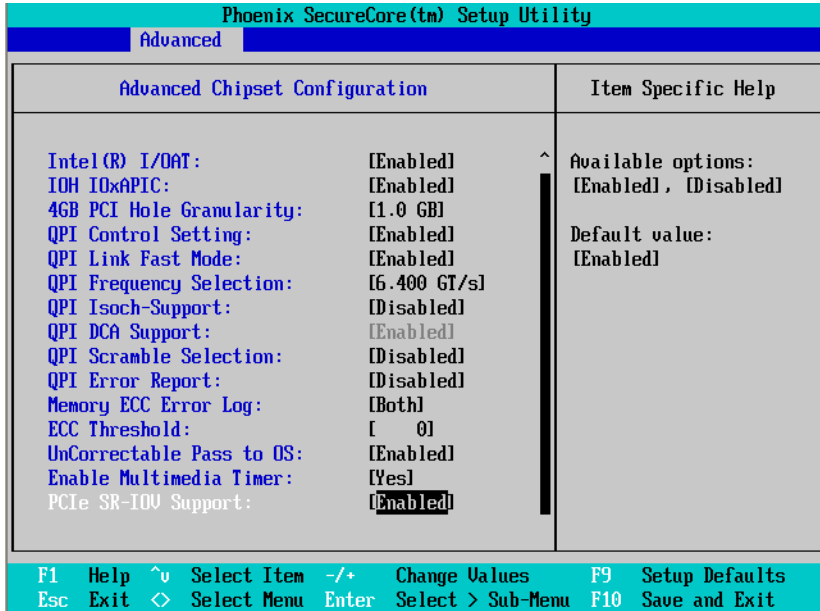 Phoenix SecureCore(tm) Setup Utility
Advanced
Advanced Chipset Configuration
Item Specific Help
Intel(R) I/OAT: [Enabled] ^
IOH IOxAPIC: [Enabled]
4GB PCI Hole Granularity: [1.0 GB]
QPI Control Setting: [Enabled]
QPI Link Fast Mode: [Enabled]
QPI Frequency Selection: [6.400 GT/s]
QPI Isoch-Support: [Disabled]
QPI DCA Support: [Enabled]
QPI Scramble Selection: [Disabled]
QPI Error Report: [Disabled]
Memory ECC Error Log: [Both]
ECC Threshold: [    0]
UnCorrectable Pass to OS: [Enabled]
Enable Multimedia Timer: [Yes]
PCIe SR-IOV Support: [Enabled]
Available options:
[Enabled], [Disabled]
Default value:
[Enabled]
F1 Help ^v Select Item -/+ Change Values F9 Setup Defaults
Esc Exit <> Select Menu Enter Select > Sub-Menu F10 Save and Exit